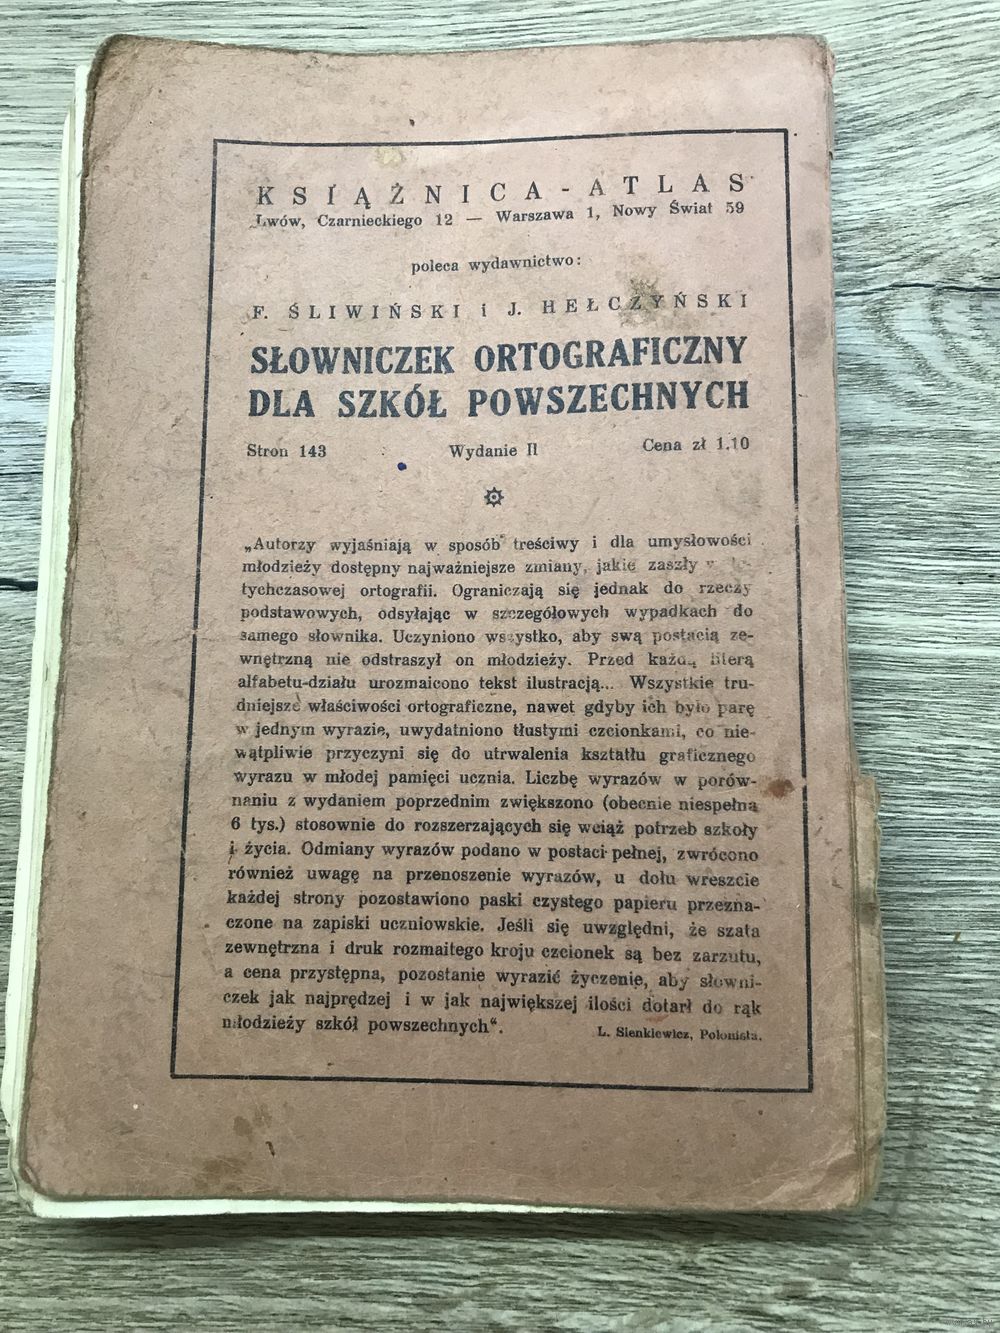 KSIĄŻNICA-ATLAS
Lwów, Czarnieckiego 12 — Warszawa 1, Nowy Świat 59
poleca wydawnictwo:
F. ŚLIWIŃSKI i J. HEŁCZYŃSKI
SŁOWNICZEK ORTOGRAFICZNY
DLA SZKÓŁ POWSZECHNYCH
Stron 143 Wydanie II Cena zł 1.10
„Autorzy wyjaśniają w sposób treściwy i dla umysłowości
młodzieży dostępny najważniejsze zmiany, jakie zaszły
tychczasowej ortografii. Ograniczają się jednak do rzeczy
podstawowych, odsyłając w szczegółowych wypadkach do
samego słownika. Uczyniono wszystko, aby swą postacią ze-
wnętrzną nie odstraszył on młodzieży. Przed każdą literą
alfabetu-działu urozmaicono tekst ilustracją... Wszystkie tru-
dniejsze właściwości ortograficzne, nawet gdyby ich było parę
w jednym wyrazie, uwydatniono tłustymi czcionkami, co nie-
wątpliwie przyczyni się do utrwalenia kształtu graficznego
wyrazu w młodej pamięci ucznia. Liczbę wyrazów w porów-
naniu z wydaniem poprzednim zwiększono (obecnie niespełna
6 tys.) stosownie do rozszerzających się wciąż potrzeb szkoły
i życia. Odmiany wyrazów podano w postaci pełnej, zwrócono
również uwagę na przenoszenie wyrazów, u dołu wreszcie
każdej strony pozostawiono paski czystego papieru przezna-
czone na zapiski uczniowskie. Jeśli się uwzględni, że szata
zewnętrzna i druk rozmaitego kroju czcionek są bez zarzutu,
a cena przystępna, pozostanie wyrazić życzenie, aby słowni-
czek jak najprędzej i w jak największej ilości dotarł do rąk
młodzieży szkół powszechnych“.
L. Sienkiewicz, Polonista.